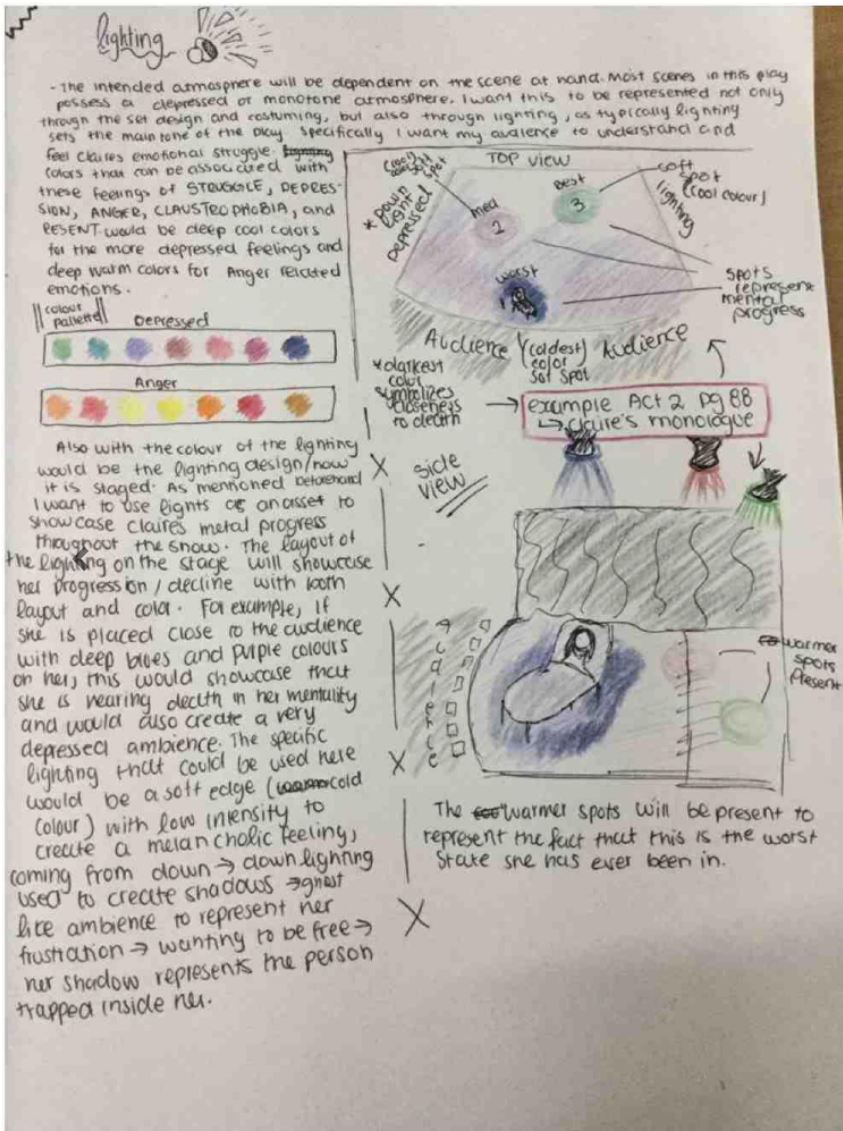 lighting
- The intended atmosphere will be dependent on the scene at hand. Most scenes in this play
possess a depressed or monotone atmosphere. I want this to be represented not only
through the set design and costuming, but also through lighting, as typically lighting
sets the main tone of the play. Specifically I want my audience to understand and
feel claires emotional struggle.
colors that can be associated with
these feelings of STRUGGLE, DEPRES-
SION, ANGER, CLAUSTROPHOBIA, and
RESENT would be deep cool colors
for the more depressed feelings and
deep warm colors for Anger related
emotions.
colour
pallette
Depressed
Anger
Also with the colour of the lighting
would be the lighting design/how
it is staged. As mentioned beforehand
I want to use lights as an asset to
showcase claires metal progress
throughout the show. The layout of
the lighting on the stage will showcase
her progression / decline with both
layout and color. For example, if
she is placed close to the audience
with deep blues and purple colours
on her, this would showcase that
she is nearing death in her mentality
and would also create a very
depressed ambience. The specific
lighting that could be used here
would be a soft edge (cold
colour) with low intensity to
create a melancholic feeling,
coming from down → down lighting
used to create shadows → ghost
like ambience to represent her
frustration → wanting to be free →
her shadow represents the person
trapped inside her.
TOP VIEW
soft
spot
* Down
light
Depressed
med
2
Best
3
soft
spot
(cool colour)
lighting
worst
1
spots
represent
mental
progress
Audience
(coldest)
color
Soft Spot
Audience
* darkest
color
symbolizes
closeness
to death
→ example Act 2 pg 88
↳ claire's monologue
side
view
Audience
warmer
spots
Present
The warmer spots will be present to
represent the fact that this is the worst
State she has ever been in.